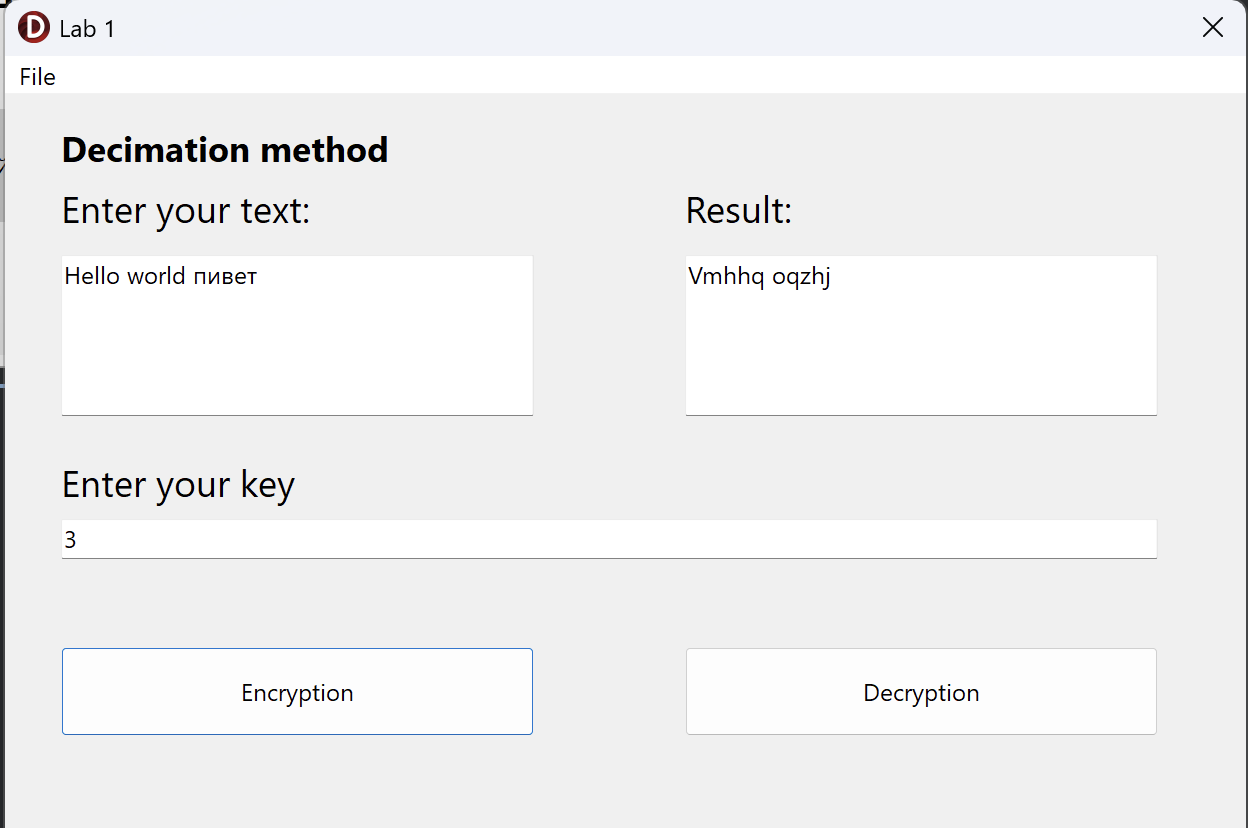 Lab 1
File
Decimation method
Enter your text:
Result:
Hello world пивет
Vmhhq oqzhj
Enter your key
3
Encryption
Decryption